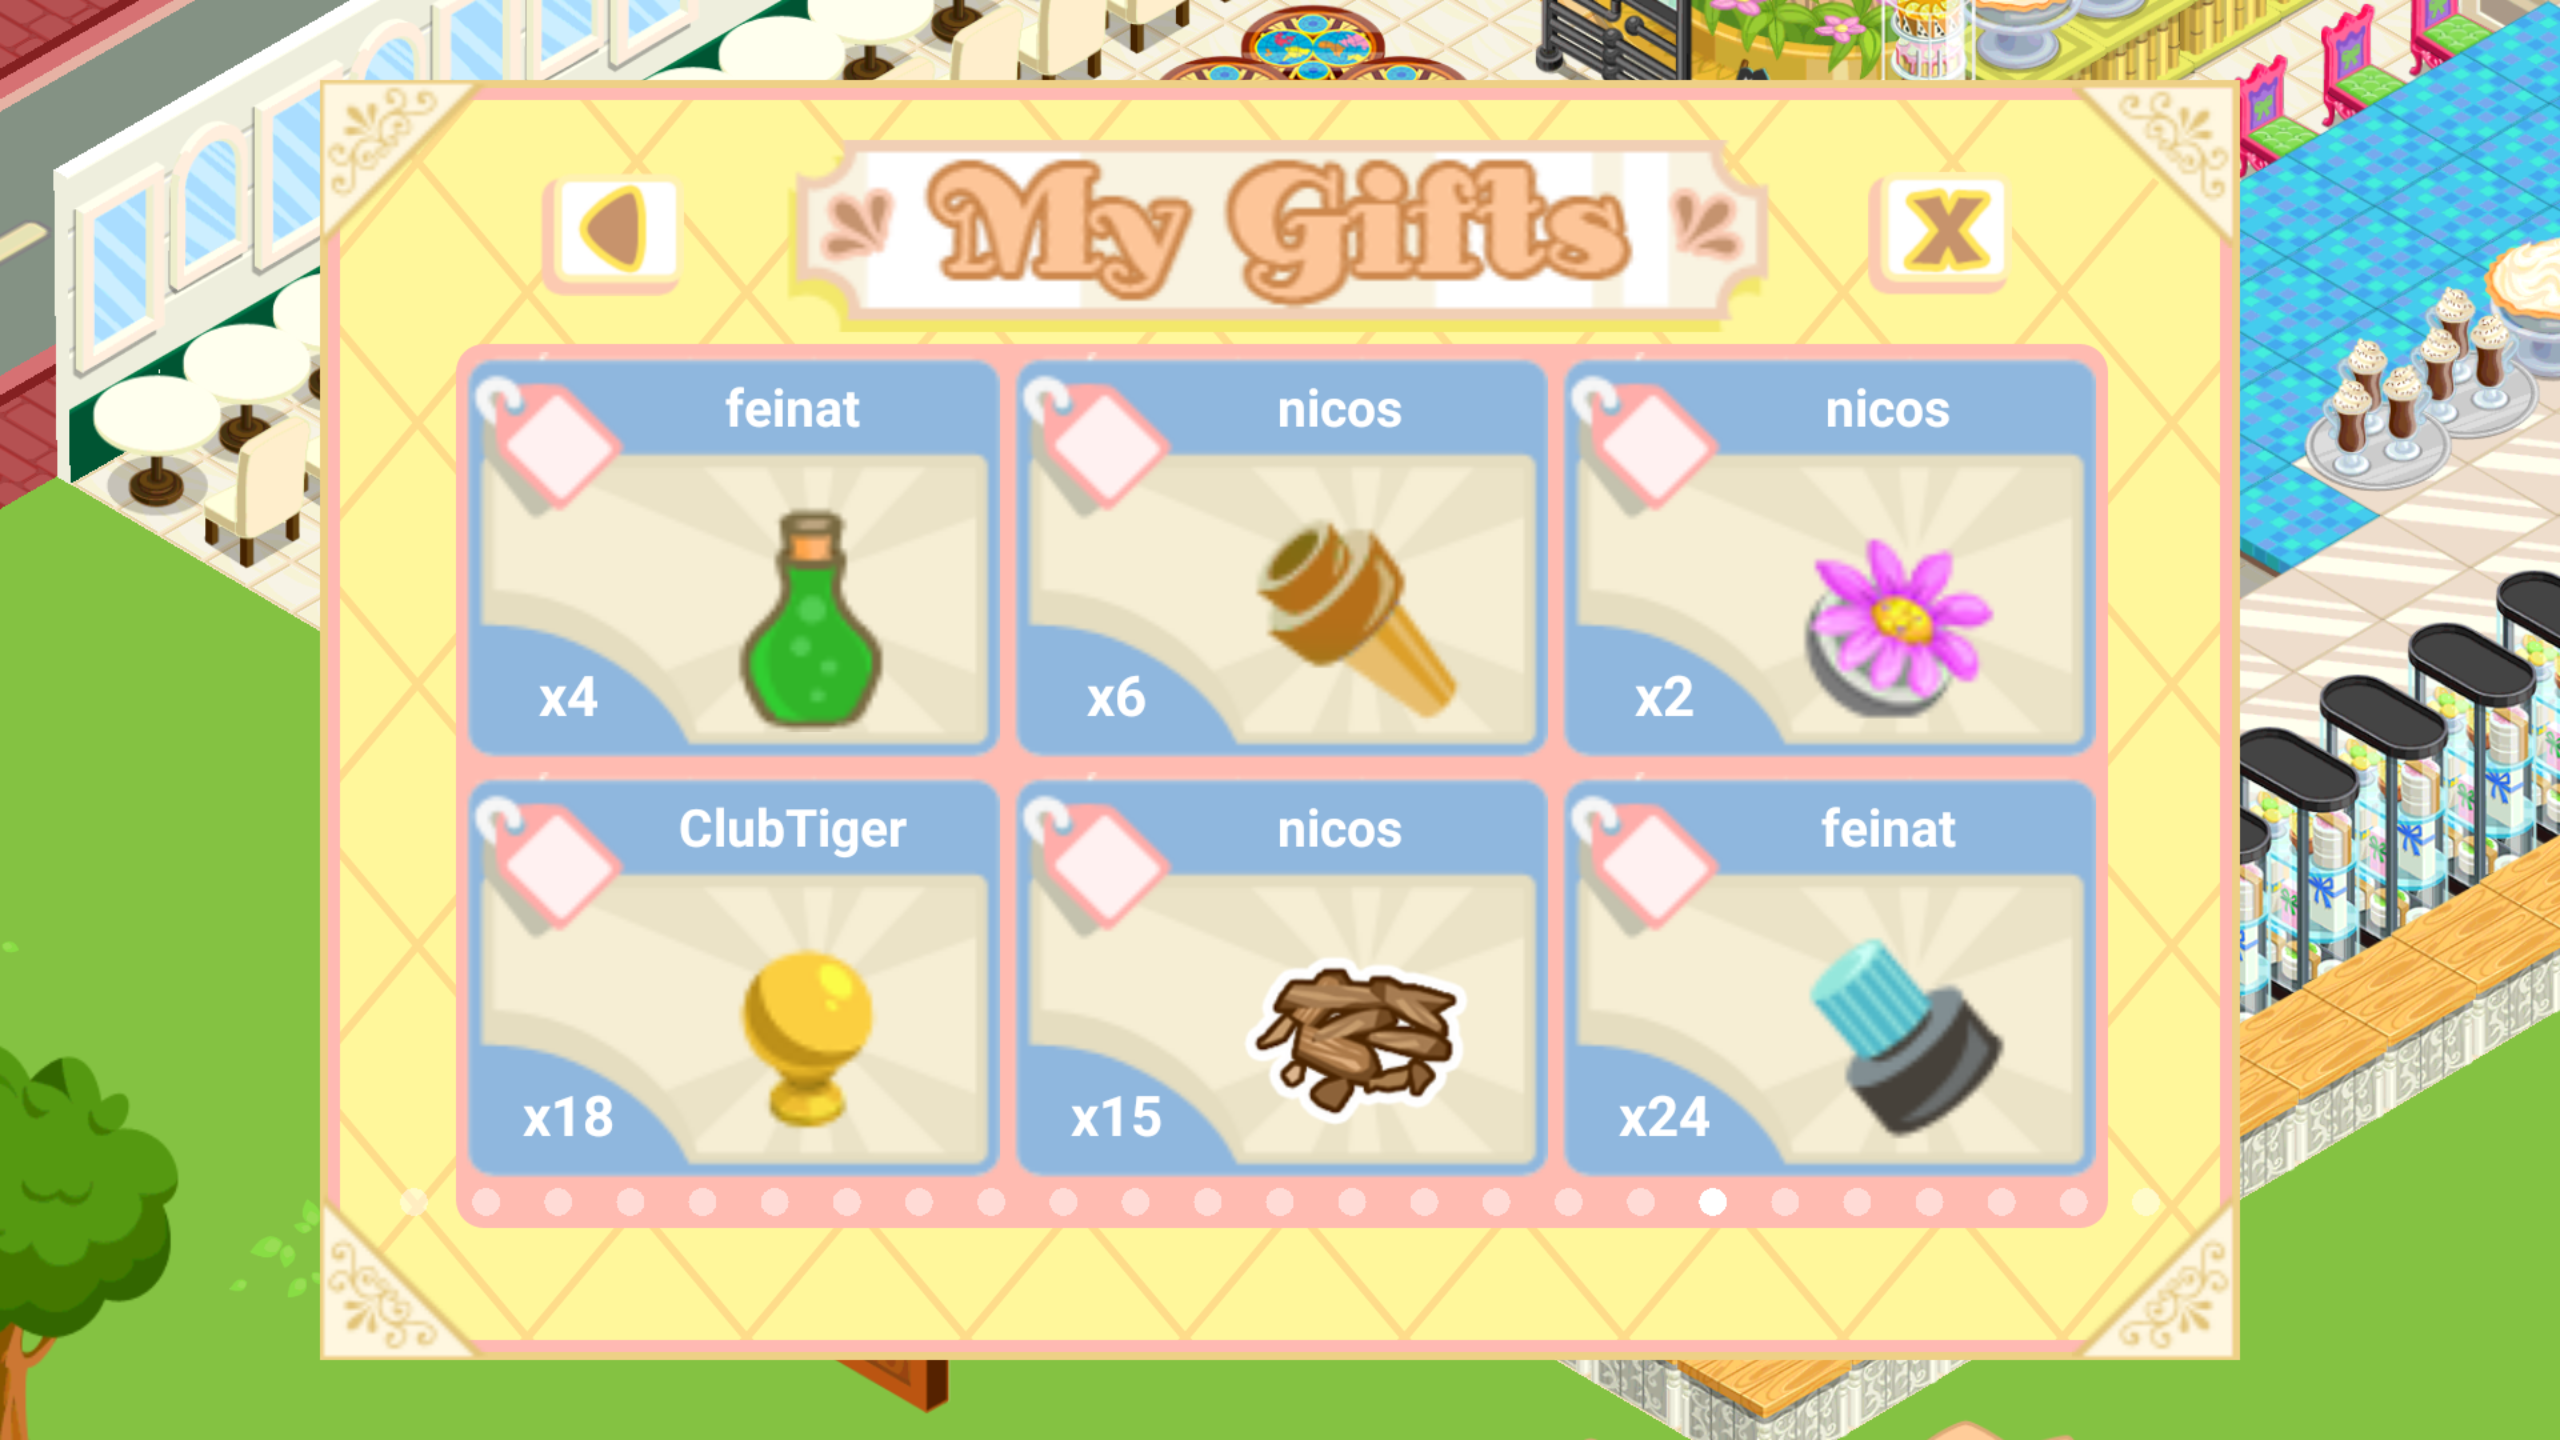 My Gifts
feinat
nicos
nicos
x4
x6
x2
ClubTiger
nicos
feinat
x18
x15
x24